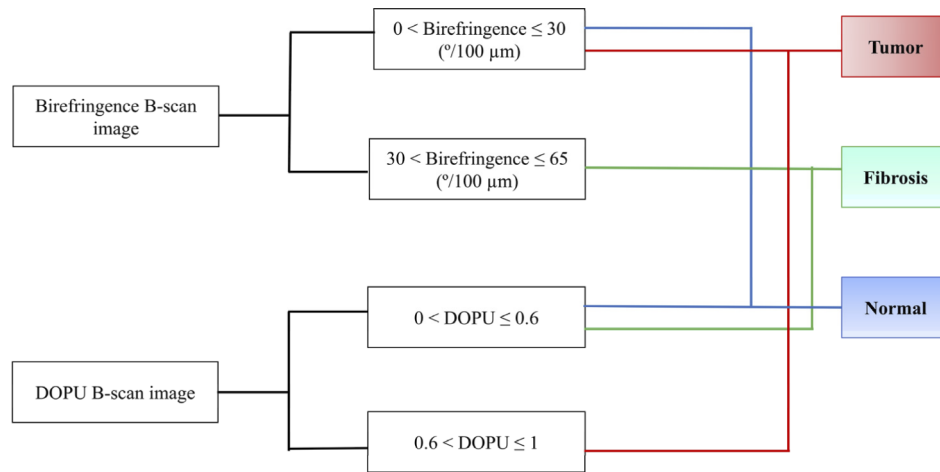 0 < Birefringence ≤ 30
(º/100 µm)
Tumor
Birefringence B-scan
image
30 < Birefringence ≤ 65
(º/100 µm)
Fibrosis
0 < DOPU ≤ 0.6
Normal
DOPU B-scan image
0.6 < DOPU ≤ 1